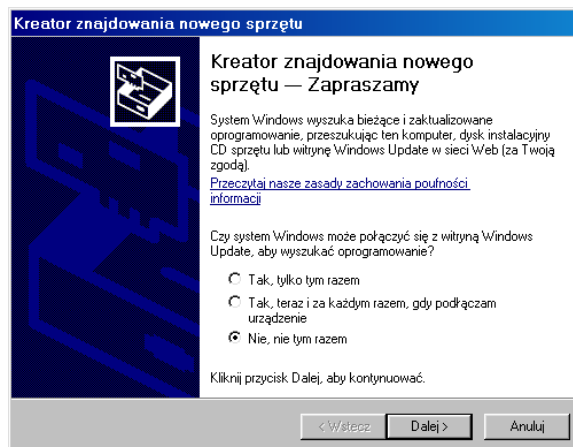 Kreator znajdowania nowego sprzętu
Kreator znajdowania nowego
sprzętu — Zapraszamy
System Windows wyszuka bieżące i zaktualizowane
oprogramowanie, przeszukując ten komputer, dysk instalacyjny
CD sprzętu lub witrynę Windows Update w sieci Web (za Twoją
zgodą).
Przeczytaj nasze zasady zachowania poufności
informacji
Czy system Windows może połączyć się z witryną Windows
Update, aby wyszukać oprogramowanie?
Tak, tylko tym razem
Tak, teraz i za każdym razem, gdy podłączam
urządzenie
Nie, nie tym razem
Kliknij przycisk Dalej, aby kontynuować.
< Wstecz Dalej > Anuluj